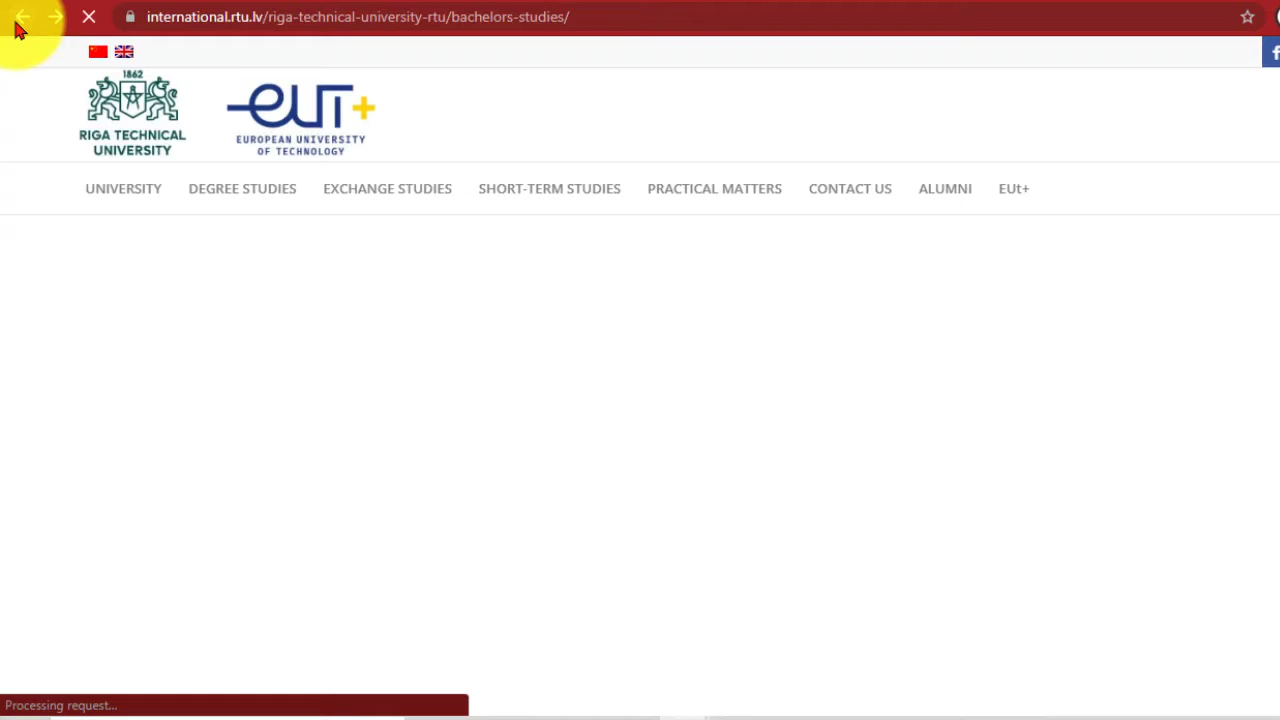 international.rtu.lv/riga-technical-university-rtu/bachelors-studies/
1862
RIGA TECHNICAL
UNIVERSITY
eut+
EUROPEAN UNIVERSITY
OF TECHNOLOGY
UNIVERSITY DEGREE STUDIES EXCHANGE STUDIES SHORT-TERM STUDIES PRACTICAL MATTERS CONTACT US ALUMNI EUt+
Processing request...